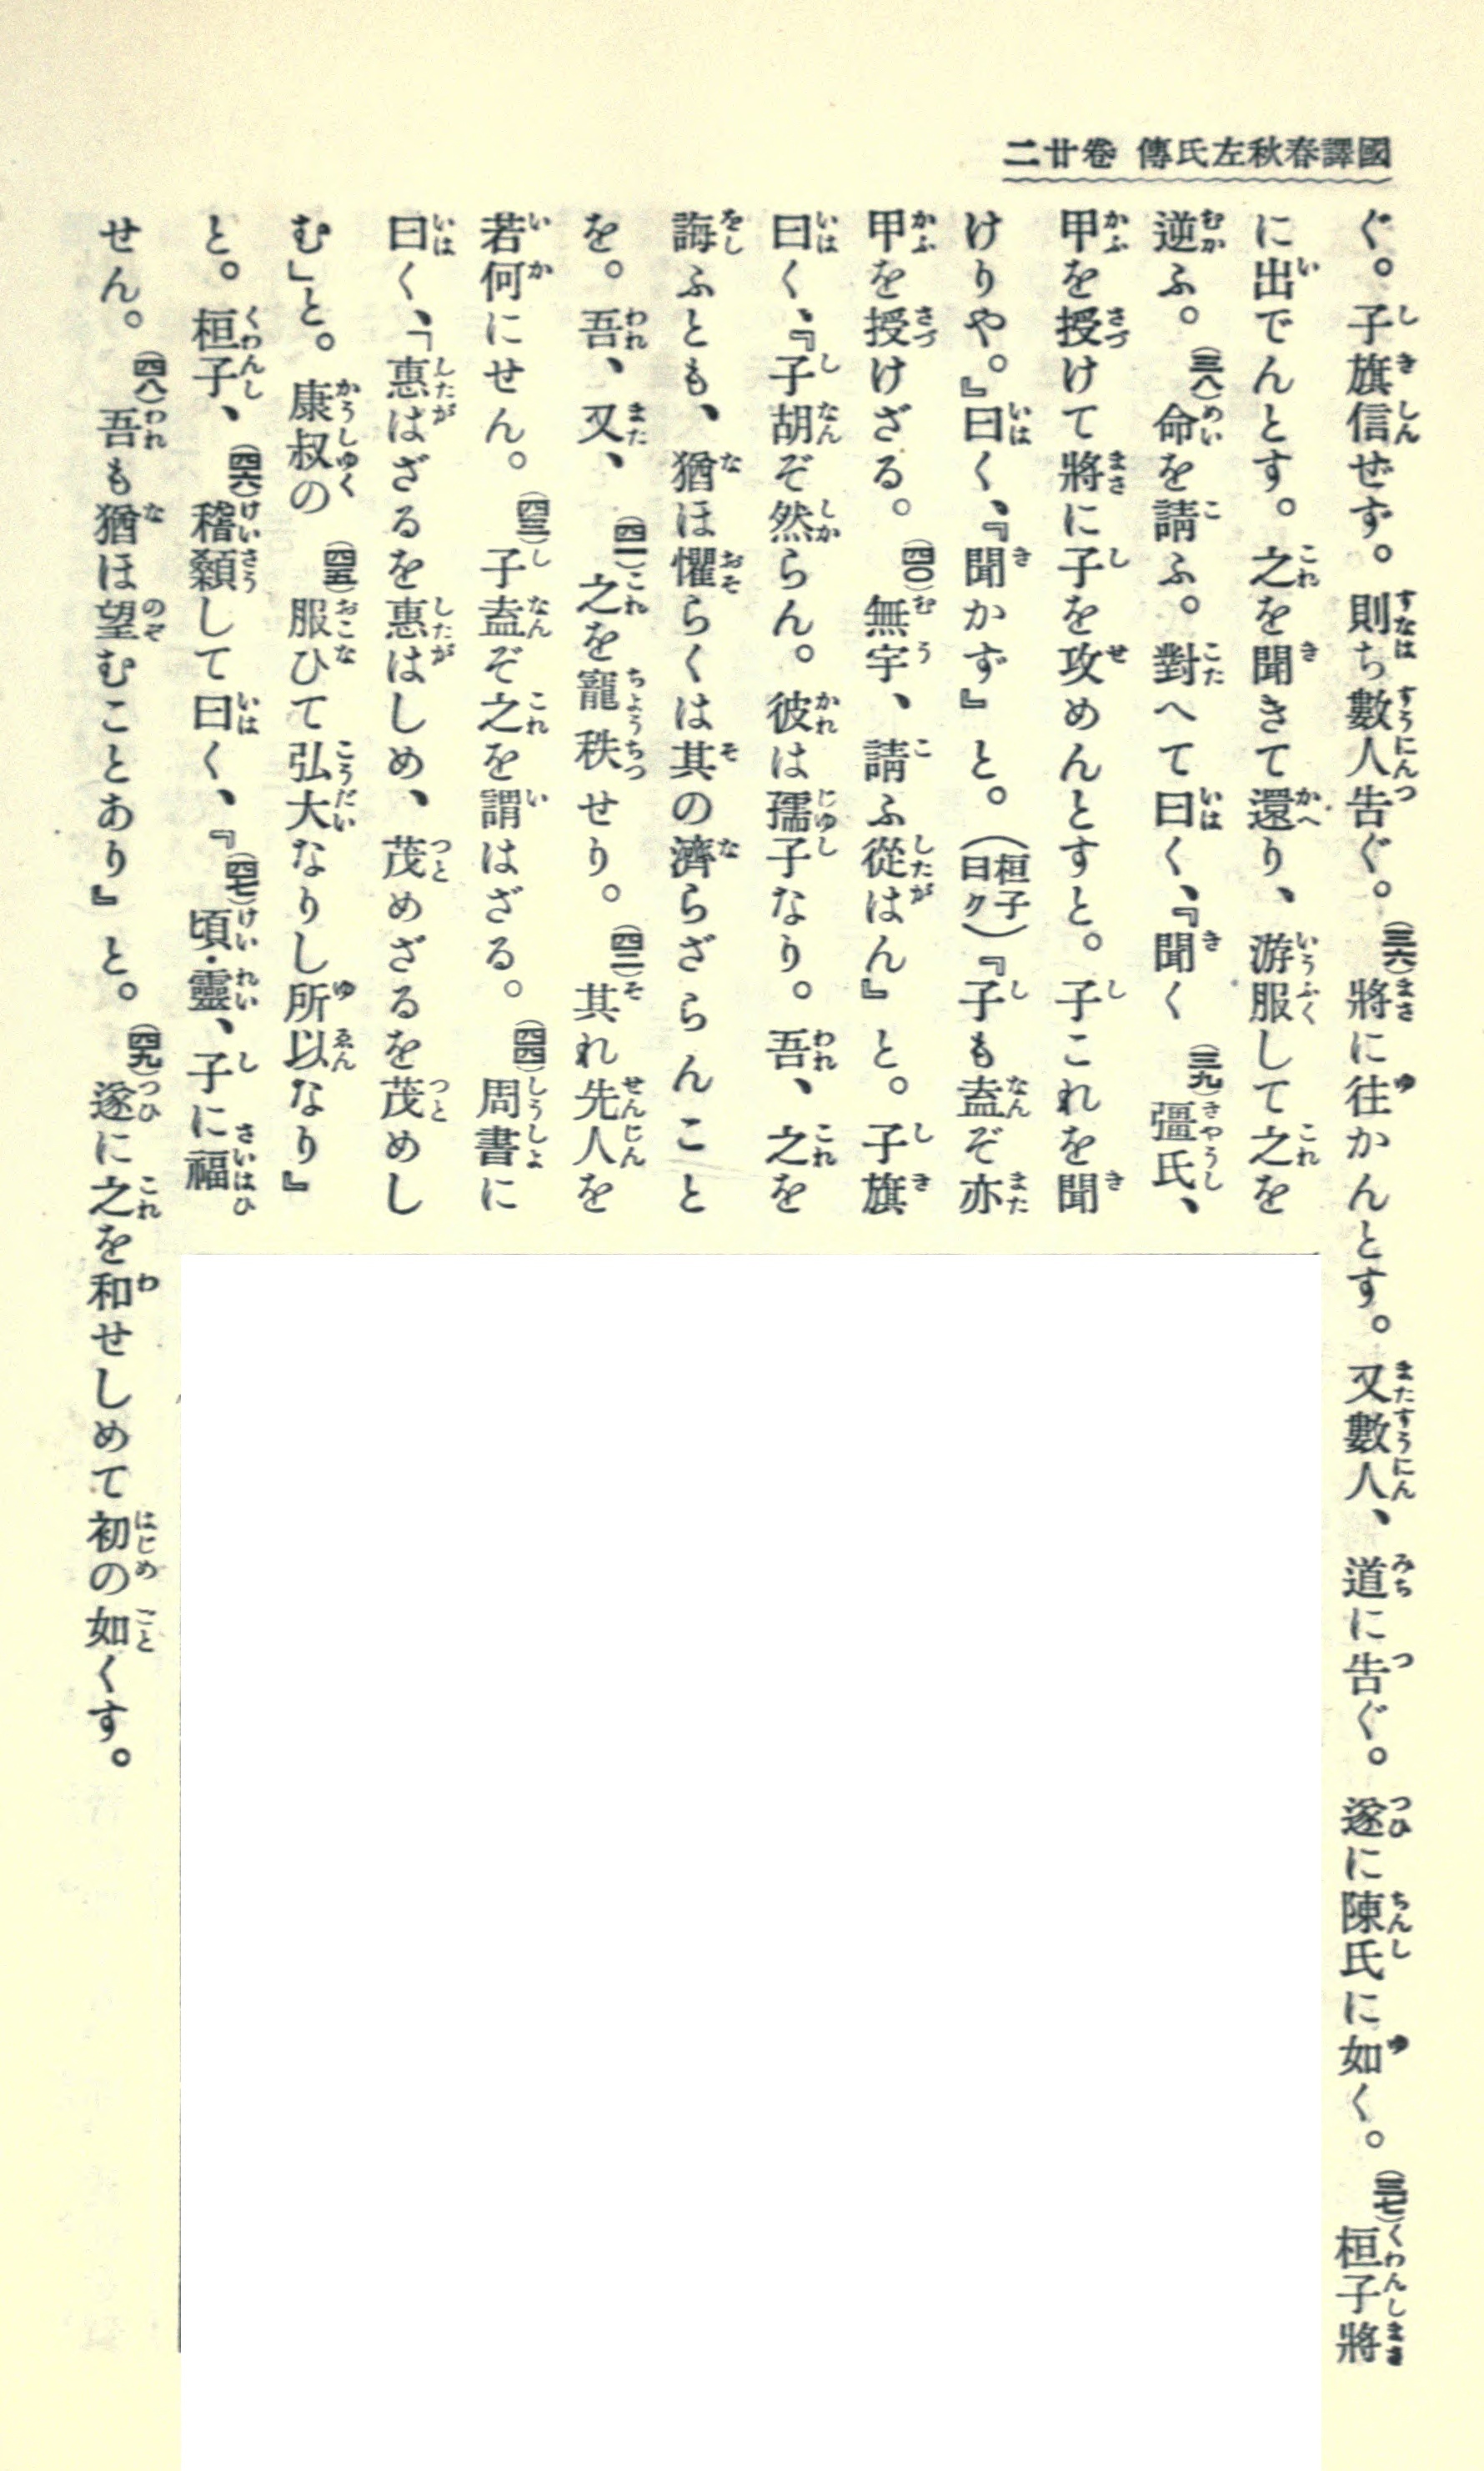 國譯春秋左氏傳 卷廿二
ぐ。子旗信せず。則ち數人告ぐ。(三六)將に往かんとす。又數人、道に告ぐ。遂に陳氏に如く。(三七)桓子將
に出でんとす。之を聞きて還り、游服して之を
逆ふ。(三八)命を請ふ。對へて曰く、『聞く(三九)彊氏、
甲を授けて將に子を攻めんとすと。子これを聞
けりや。』曰く、『聞かず』と。(桓子曰ク)『子も盍ぞ亦
甲を授けざる。(四〇)無宇、請ふ從はん』と。子旗
曰く、『子胡ぞ然らん。彼は孺子なり。吾、之を
誨ふとも、猶ほ懼らくは其の濟らざらんこと
を。吾、又、(四一)之を寵秩せり。(四二)其れ先人を
若何にせん。(四三)子盍ぞ之を謂はざる。(四四)周書に
曰く、「惠はざるを惠はしめ、茂めざるを茂めし
む」と。康叔の(四五)服ひて弘大なりし所以なり』
と。桓子、(四六)稽顙して曰く、『(四七)頃·靈、子に福
せん。(四八)吾も猶ほ望むことあり』と。(四九)遂に之を和せしめて初の如くす。